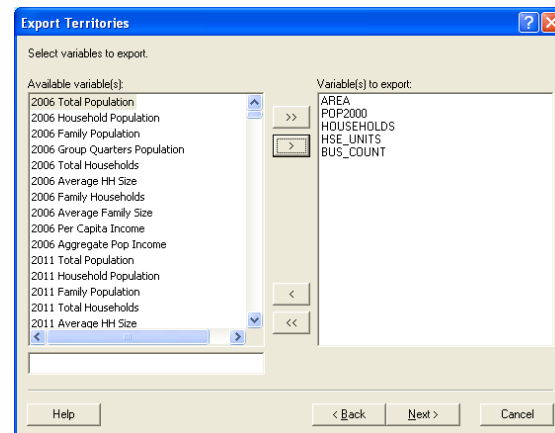 Export Territories
Select variables to export.
Available variable(s):
2006 Total Population
2006 Household Population
2006 Family Population
2006 Group Quarters Population
2006 Total Households
2006 Average HH Size
2006 Family Households
2006 Average Family Size
2006 Per Capita Income
2006 Aggregate Pop Income
2011 Total Population
2011 Household Population
2011 Family Population
2011 Total Households
2011 Average HH Size
>>
>
<
<<
Variable(s) to export:
AREA
POP2000
HOUSEHOLDS
HSE_UNITS
BUS_COUNT
Help
< Back
Next >
Cancel